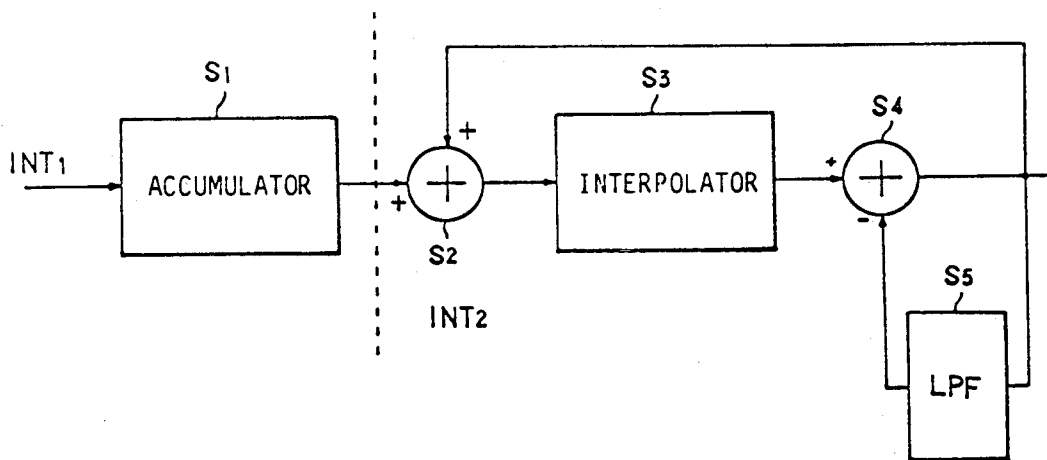 S1
S3
S4
+
INT1
ACCUMULATOR
+
+
INTERPOLATOR
+
+
+
-
S2
S5
INT2
LPF